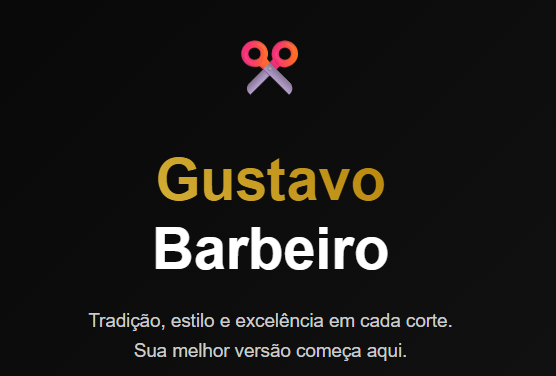 Gustavo
Barbeiro
Tradição, estilo e excelência em cada corte.
Sua melhor versão começa aqui.